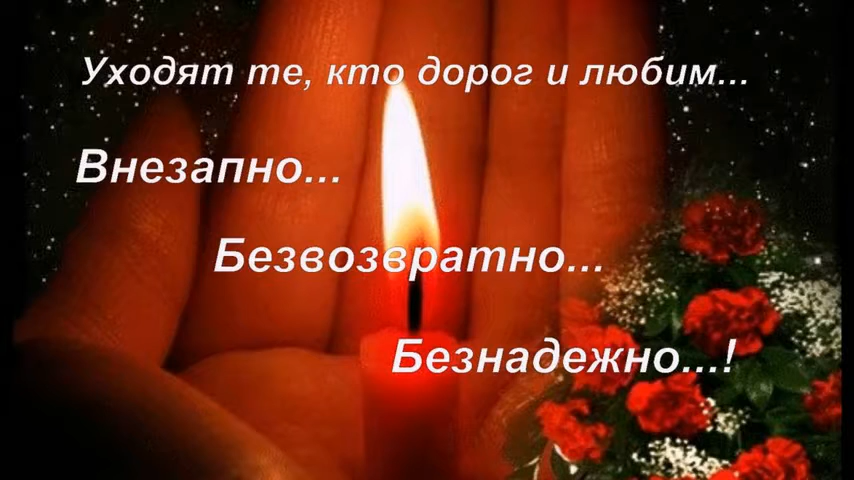 Уходят те, кто дорог и любим...
Внезапно...
Безвозвратно...
Безнадежно...!